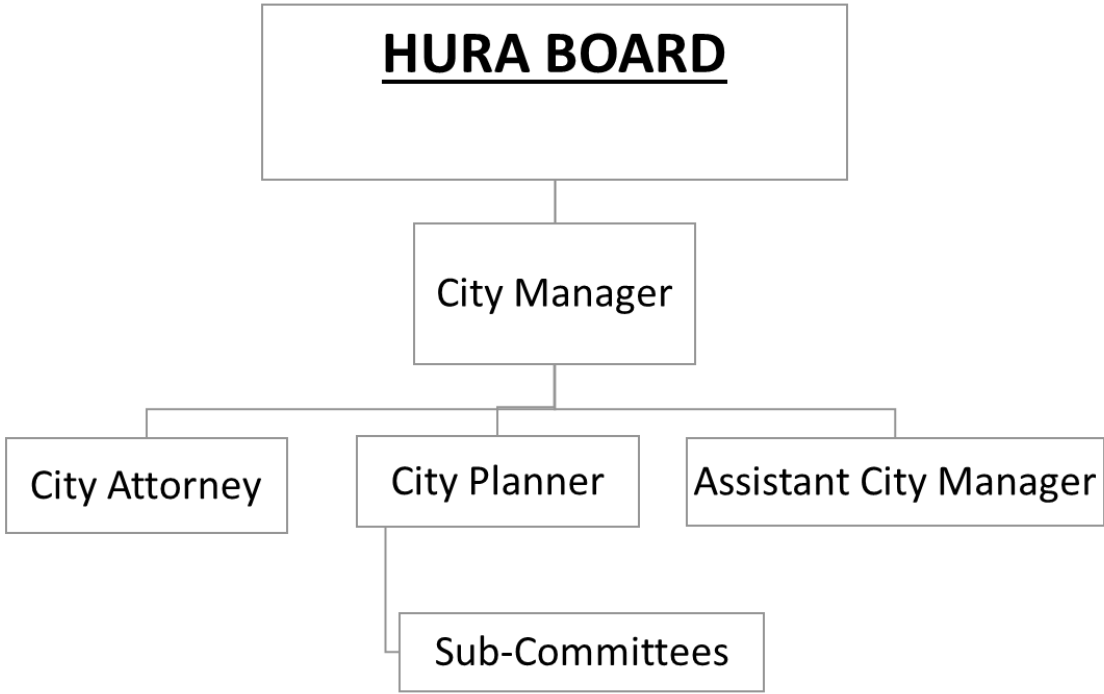 HURA BOARD
City Manager
City Attorney
City Planner
Assistant City Manager
Sub-Committees